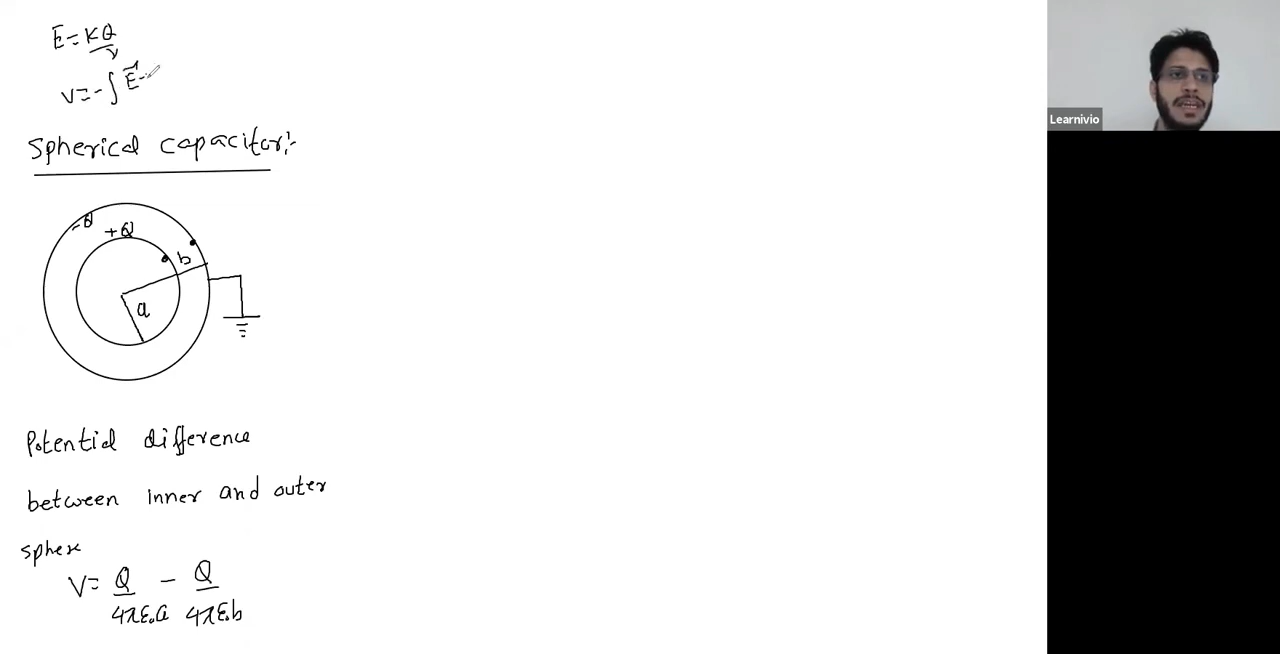 E = KQ
r
V = - ∫ E⃗ -
Spherical capacitor:-
-Q
+Q
b
a
Potential difference
between inner and outer
sphere
V = Q - Q
4πε₀a 4πε₀b
Learnivio